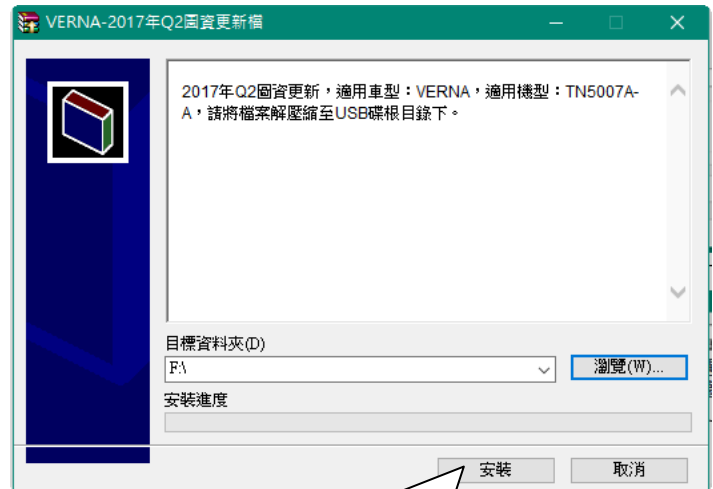 VERNA-2017年Q2圖資更新檔
2017年Q2圖資更新，適用車型：VERNA，適用機型：TN5007A-
A，請將檔案解壓縮至USB碟根目錄下。
目標資料夾(D)
F:\
瀏覽(W)...
安裝進度
安裝
取消